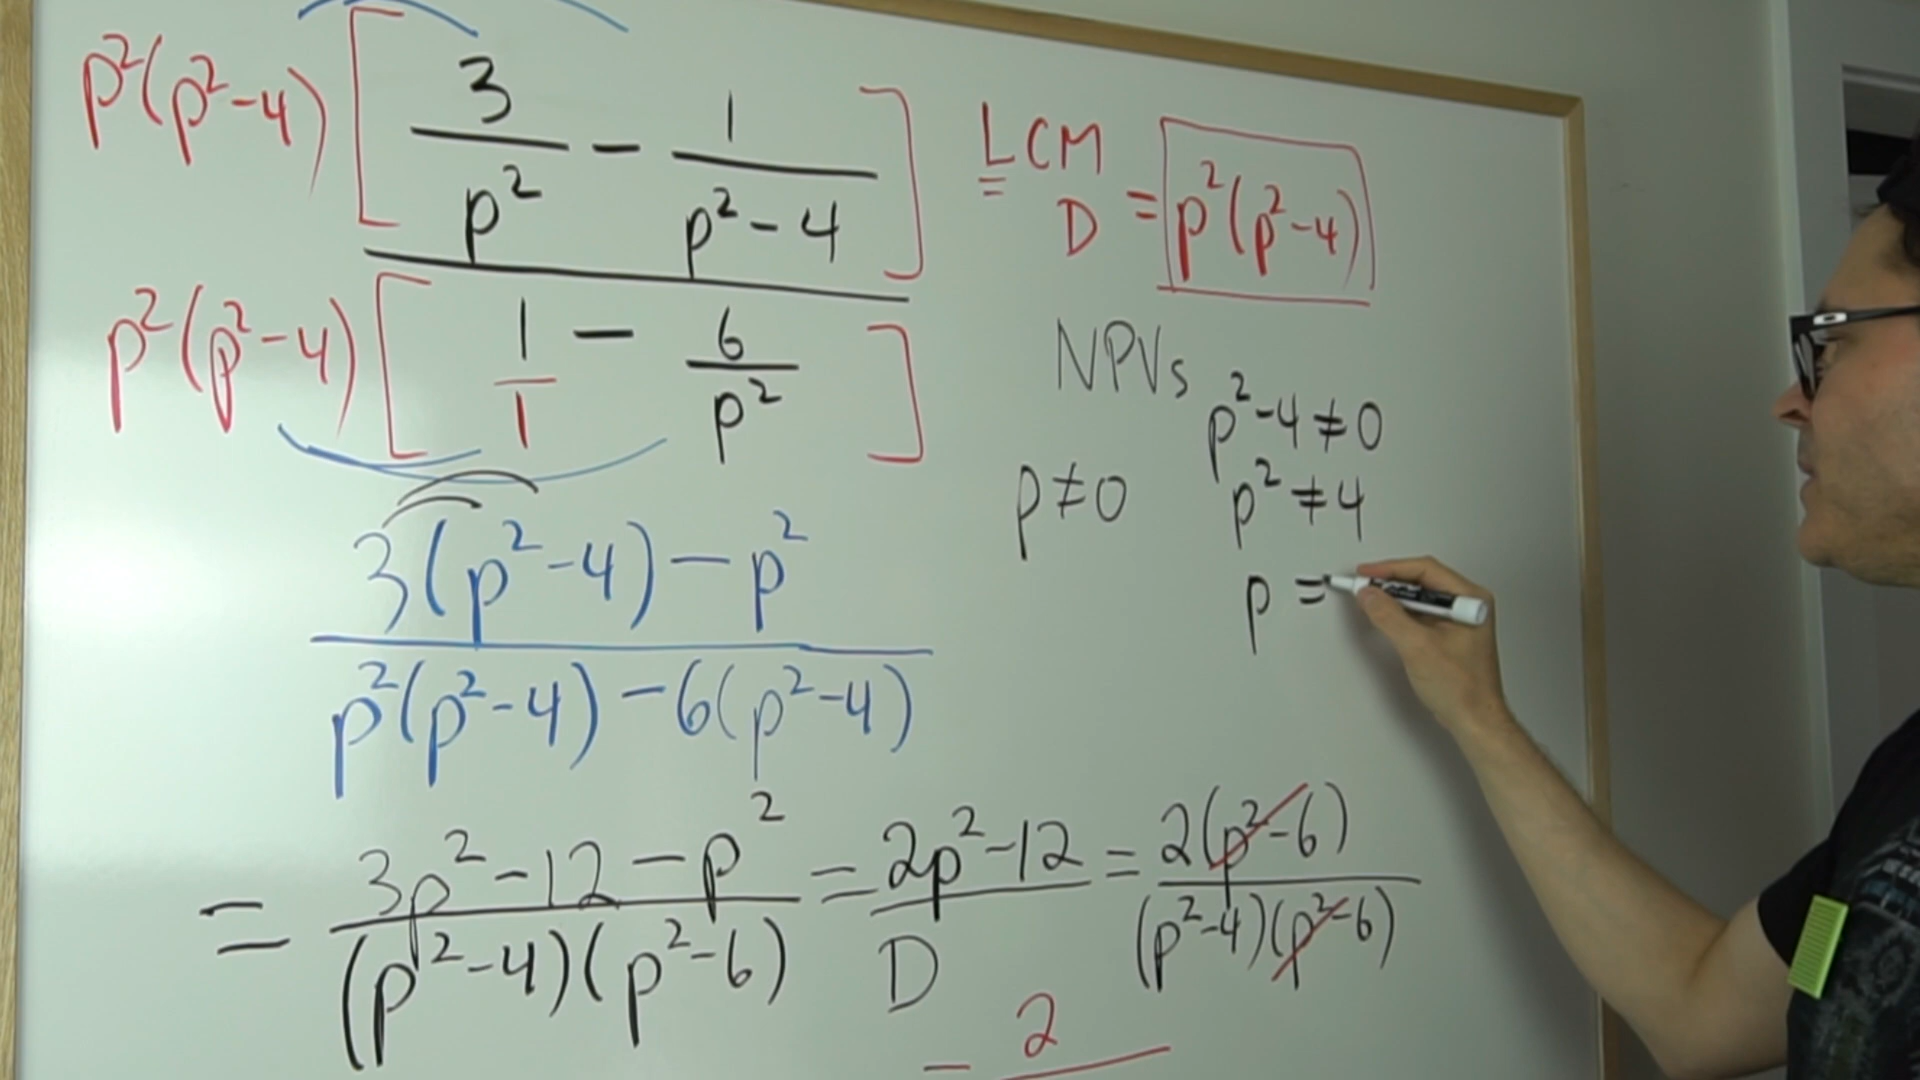 p²(p²-4) [ 3/p² - 1/(p²-4) ]
p²(p²-4) [ 1/1 - 6/p² ]
LCM
D = p²(p²-4)
NPVs
p²-4 ≠ 0
p ≠ 0
p² ≠ 4
p =
3(p²-4) - p²
p²(p²-4) - 6(p²-4)
= (3p²-12-p²)/((p²-4)(p²-6)) = (2p²-12)/D = 2(p²-6)/((p²-4)(p²-6))
= 2